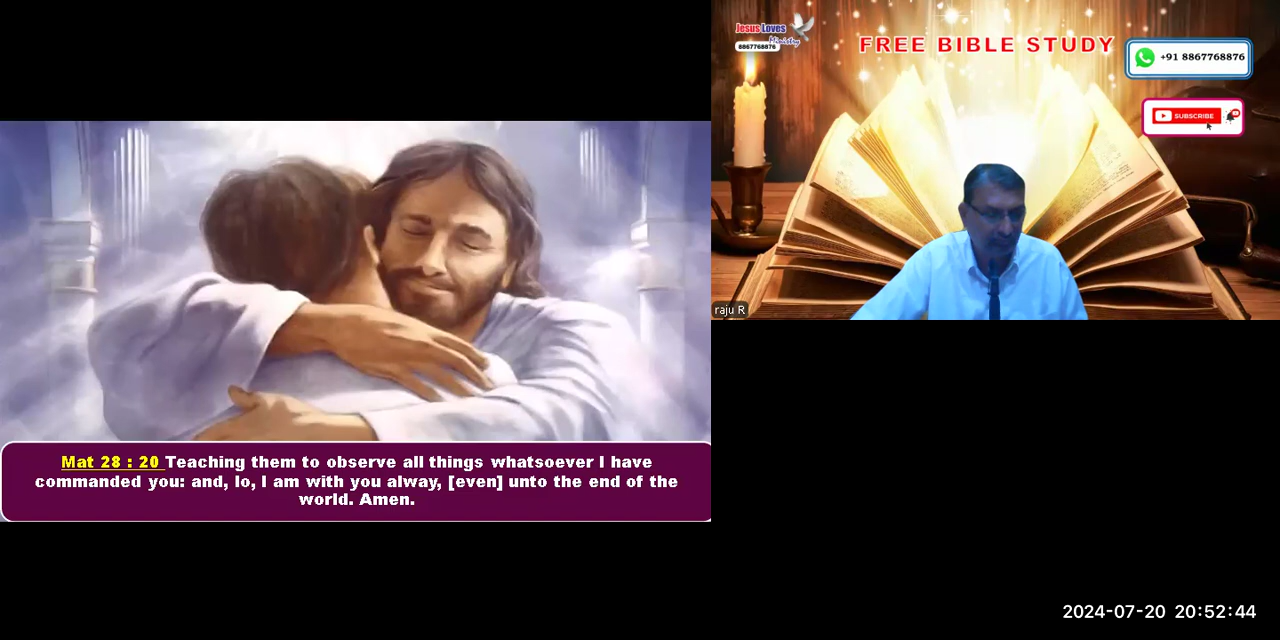 Mat 28 : 20 Teaching them to observe all things whatsoever I have
commanded you: and, lo, I am with you alway, [even] unto the end of the
world. Amen.
Jesus Loves
Ministry
8867768876
FREE BIBLE STUDY
+91 8867768876
SUBSCRIBE
raju R
2024-07-20 20:52:44